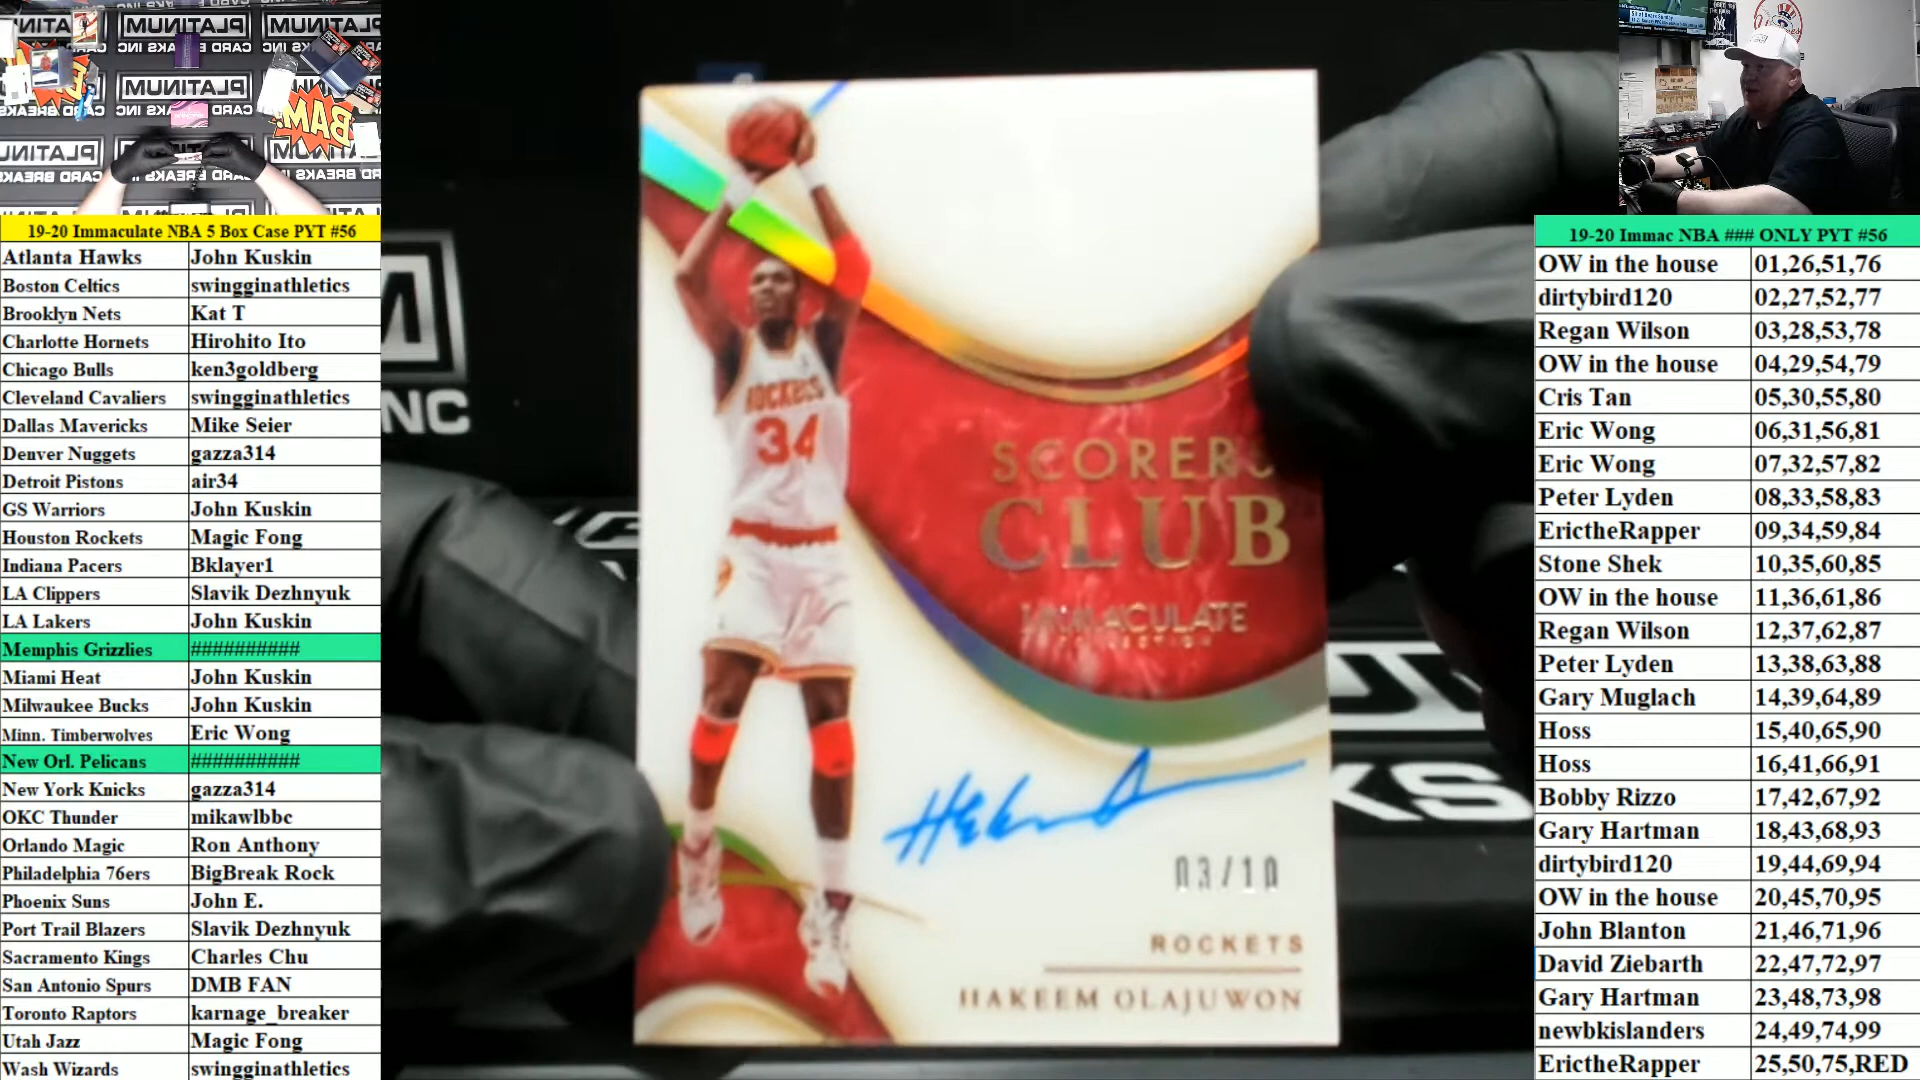 19-20 Immaculate NBA 5 Box Case PYT #56
Atlanta Hawks John Kuskin
Boston Celtics swingginathletics
Brooklyn Nets Kat T
Charlotte Hornets Hirohito Ito
Chicago Bulls ken3goldberg
Cleveland Cavaliers swingginathletics
Dallas Mavericks Mike Seier
Denver Nuggets gazza314
Detroit Pistons air34
GS Warriors John Kuskin
Houston Rockets Magic Fong
Indiana Pacers Bklayer1
LA Clippers Slavik Dezhnyuk
LA Lakers John Kuskin
Memphis Grizzlies ##########
Miami Heat John Kuskin
Milwaukee Bucks John Kuskin
Minn. Timberwolves Eric Wong
New Orl. Pelicans ##########
New York Knicks gazza314
OKC Thunder mikawlbbc
Orlando Magic Ron Anthony
Philadelphia 76ers BigBreak Rock
Phoenix Suns John E.
Port Trail Blazers Slavik Dezhnyuk
Sacramento Kings Charles Chu
San Antonio Spurs DMB FAN
Toronto Raptors karnage_breaker
Utah Jazz Magic Fong
Wash Wizards swingginathletics
ROCKETS
34
SCORERS
CLUB
IMMACULATE
COLLECTION
03/10
ROCKETS
HAKEEM OLAJUWON
19-20 Immac NBA ### ONLY PYT #56
OW in the house 01,26,51,76
dirtybird120 02,27,52,77
Regan Wilson 03,28,53,78
OW in the house 04,29,54,79
Cris Tan 05,30,55,80
Eric Wong 06,31,56,81
Eric Wong 07,32,57,82
Peter Lyden 08,33,58,83
ErictheRapper 09,34,59,84
Stone Shek 10,35,60,85
OW in the house 11,36,61,86
Regan Wilson 12,37,62,87
Peter Lyden 13,38,63,88
Gary Muglach 14,39,64,89
Hoss 15,40,65,90
Hoss 16,41,66,91
Bobby Rizzo 17,42,67,92
Gary Hartman 18,43,68,93
dirtybird120 19,44,69,94
OW in the house 20,45,70,95
John Blanton 21,46,71,96
David Ziebarth 22,47,72,97
Gary Hartman 23,48,73,98
newbkislanders 24,49,74,99
ErictheRapper 25,50,75,RED
PLATINUM
CARD BREAKS INC
BAM!
INC